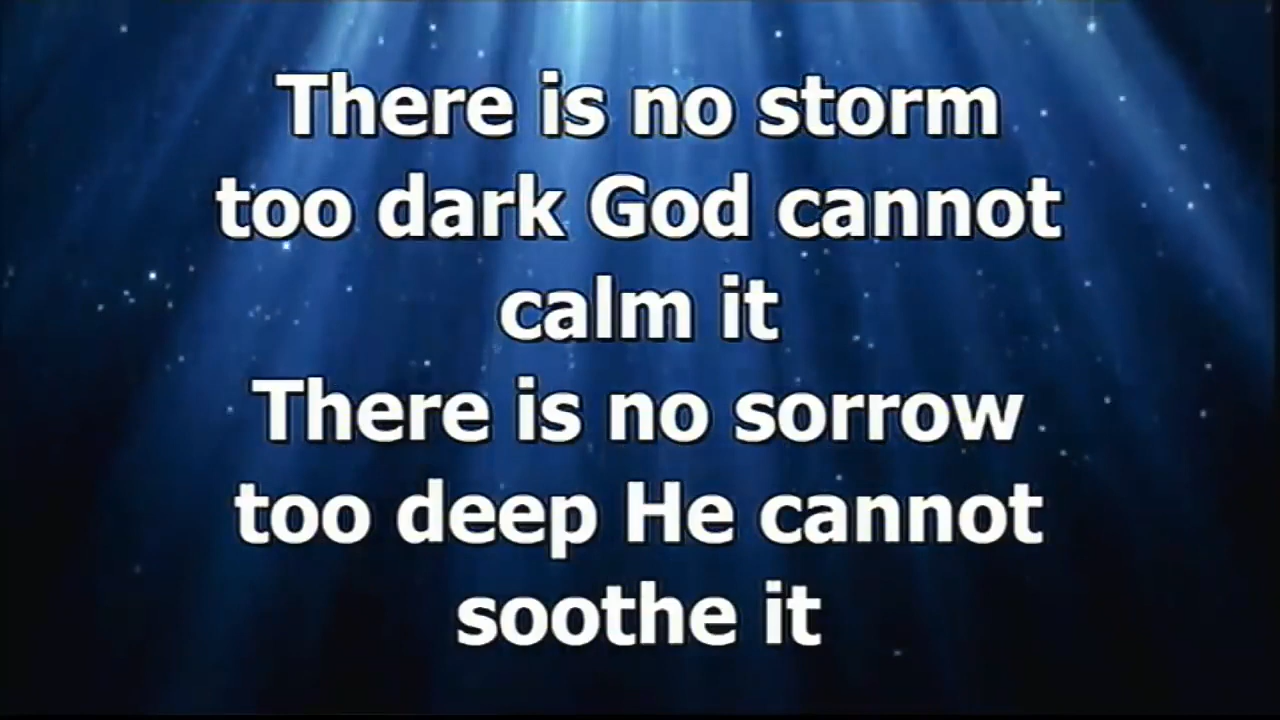 There is no storm
too dark God cannot
calm it
There is no sorrow
too deep He cannot
soothe it